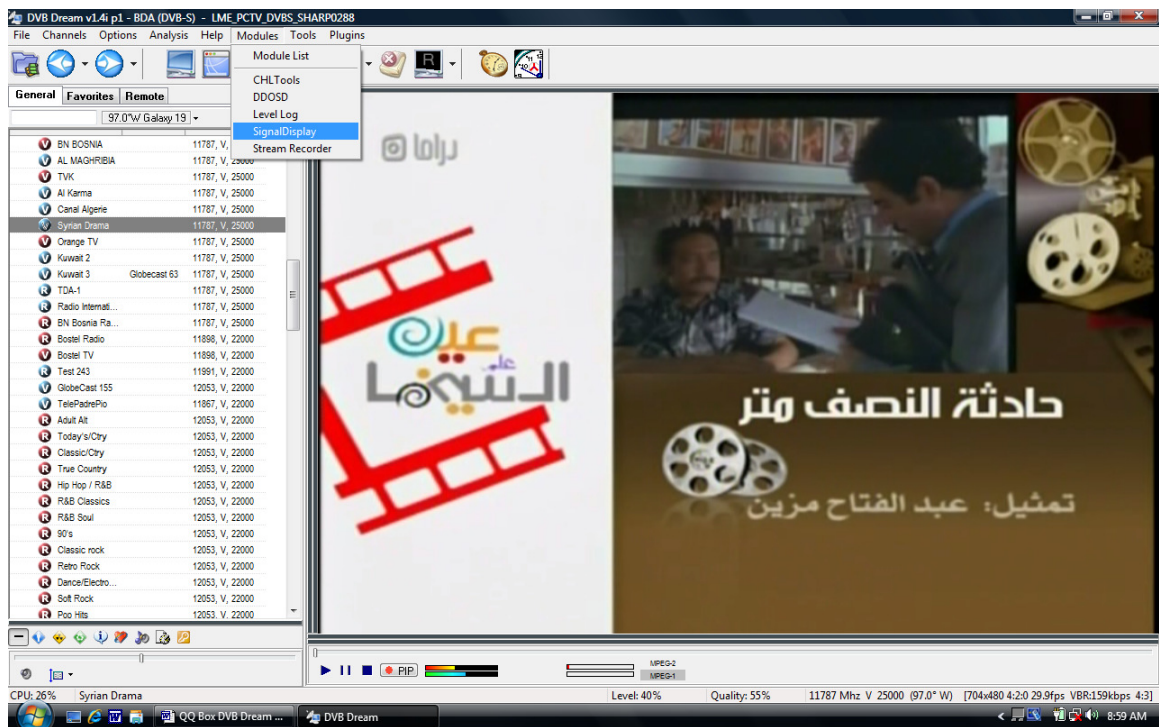 DVB Dream v1.4i p1 - BDA (DVB-S) - LME_PCTV_DVBS_SHARP0288
File Channels Options Analysis Help Modules Tools Plugins
Module List
CHLTools
DDOSD
Level Log
SignalDisplay
Stream Recorder
General Favorites Remote
97.0°W Galaxy 19
BN BOSNIA 11787, V,
AL MAGHRIBIA 11787, V, 25000
TVK 11787, V, 25000
Al Karma 11787, V, 25000
Canal Algerie 11787, V, 25000
Syrian Drama 11787, V, 25000
Orange TV 11787, V, 25000
Kuwait 2 11787, V, 25000
Kuwait 3 Globecast 63 11787, V, 25000
TDA-1 11787, V, 25000
Radio Internati... 11787, V, 25000
BN Bosnia Ra... 11787, V, 25000
Bostel Radio 11898, V, 22000
Bostel TV 11898, V, 22000
Test 243 11991, V, 22000
GlobeCast 155 12053, V, 22000
TelePadrePio 11867, V, 22000
Adult Alt 12053, V, 22000
Today's/Ctry 12053, V, 22000
Classic/Ctry 12053, V, 22000
True Country 12053, V, 22000
Hip Hop / R&B 12053, V, 22000
R&B Classics 12053, V, 22000
R&B Soul 12053, V, 22000
90's 12053, V, 22000
Classic rock 12053, V, 22000
Retro Rock 12053, V, 22000
Dance/Electro... 12053, V, 22000
Soft Rock 12053, V, 22000
Pop Hits 12053, V, 22000
دراما
عين
على
السينما
حادثة النصف متر
تمثيل: عبد الفتاح مزين
PIP
MPEG-2
MPEG-1
CPU: 26% Syrian Drama Level: 40% Quality: 55% 11787 Mhz V 25000 (97.0° W) [704x480 4:2:0 29.9fps VBR:159kbps 4:3]
QQ Box DVB Dream ... DVB Dream 8:59 AM